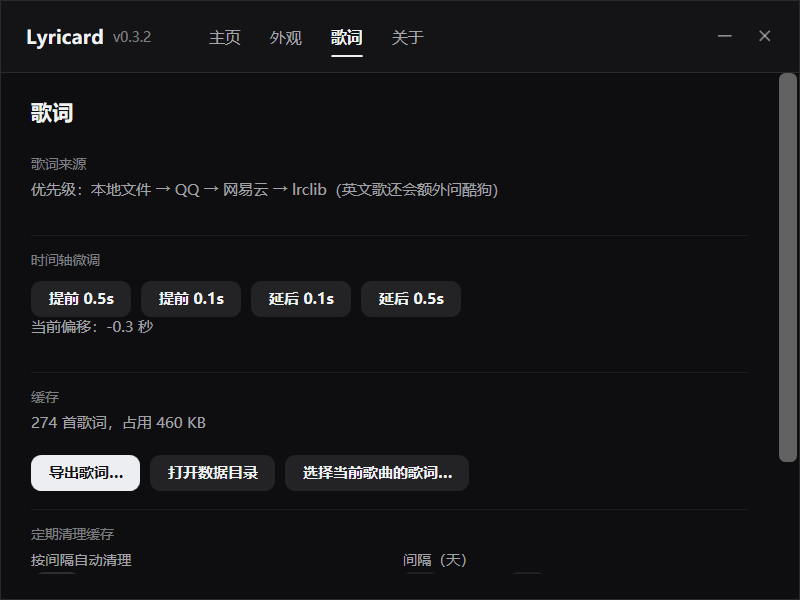 Lyricard v0.3.2 主页 外观 歌词 关于
歌词
歌词来源
优先级：本地文件 → QQ → 网易云 → lrclib（英文歌还会额外问酷狗）
时间轴微调
提前 0.5s 提前 0.1s 延后 0.1s 延后 0.5s
当前偏移：-0.3 秒
缓存
274 首歌词，占用 460 KB
导出歌词... 打开数据目录 选择当前歌曲的歌词...
定期清理缓存
按间隔自动清理 间隔（天）